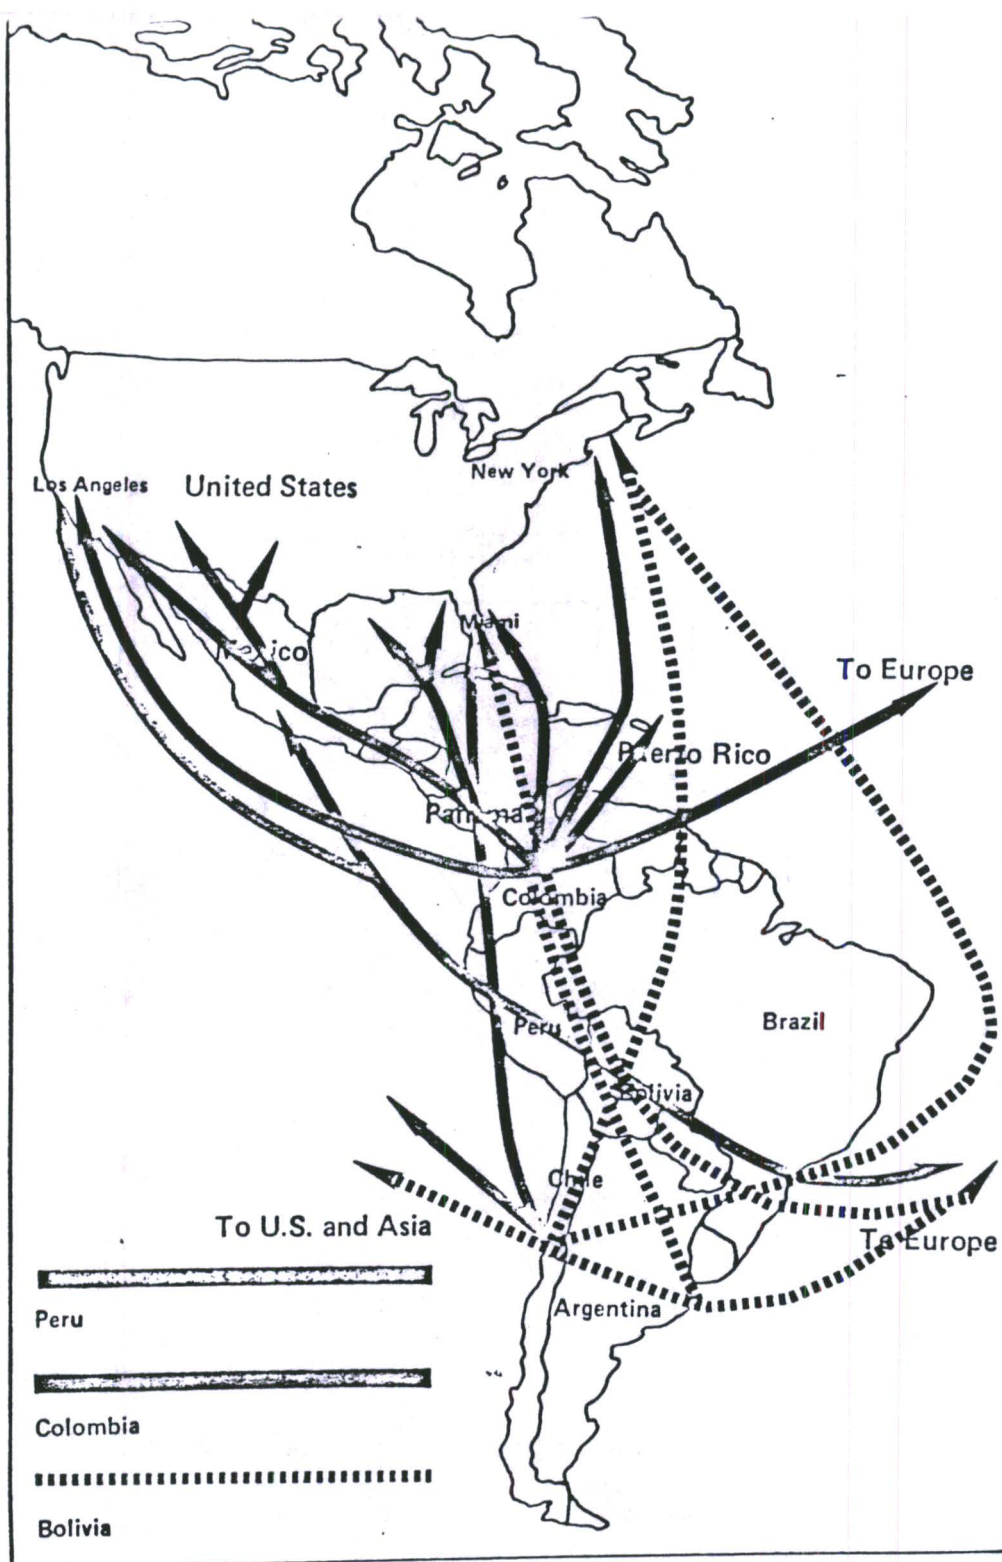 New York
Los Angeles
United States
Miami
Mexico
To Europe
Puerto Rico
Panama
Colombia
Brazil
Peru
Bolivia
Chile
To U.S. and Asia
To Europe
Argentina
Peru
Colombia
Bolivia